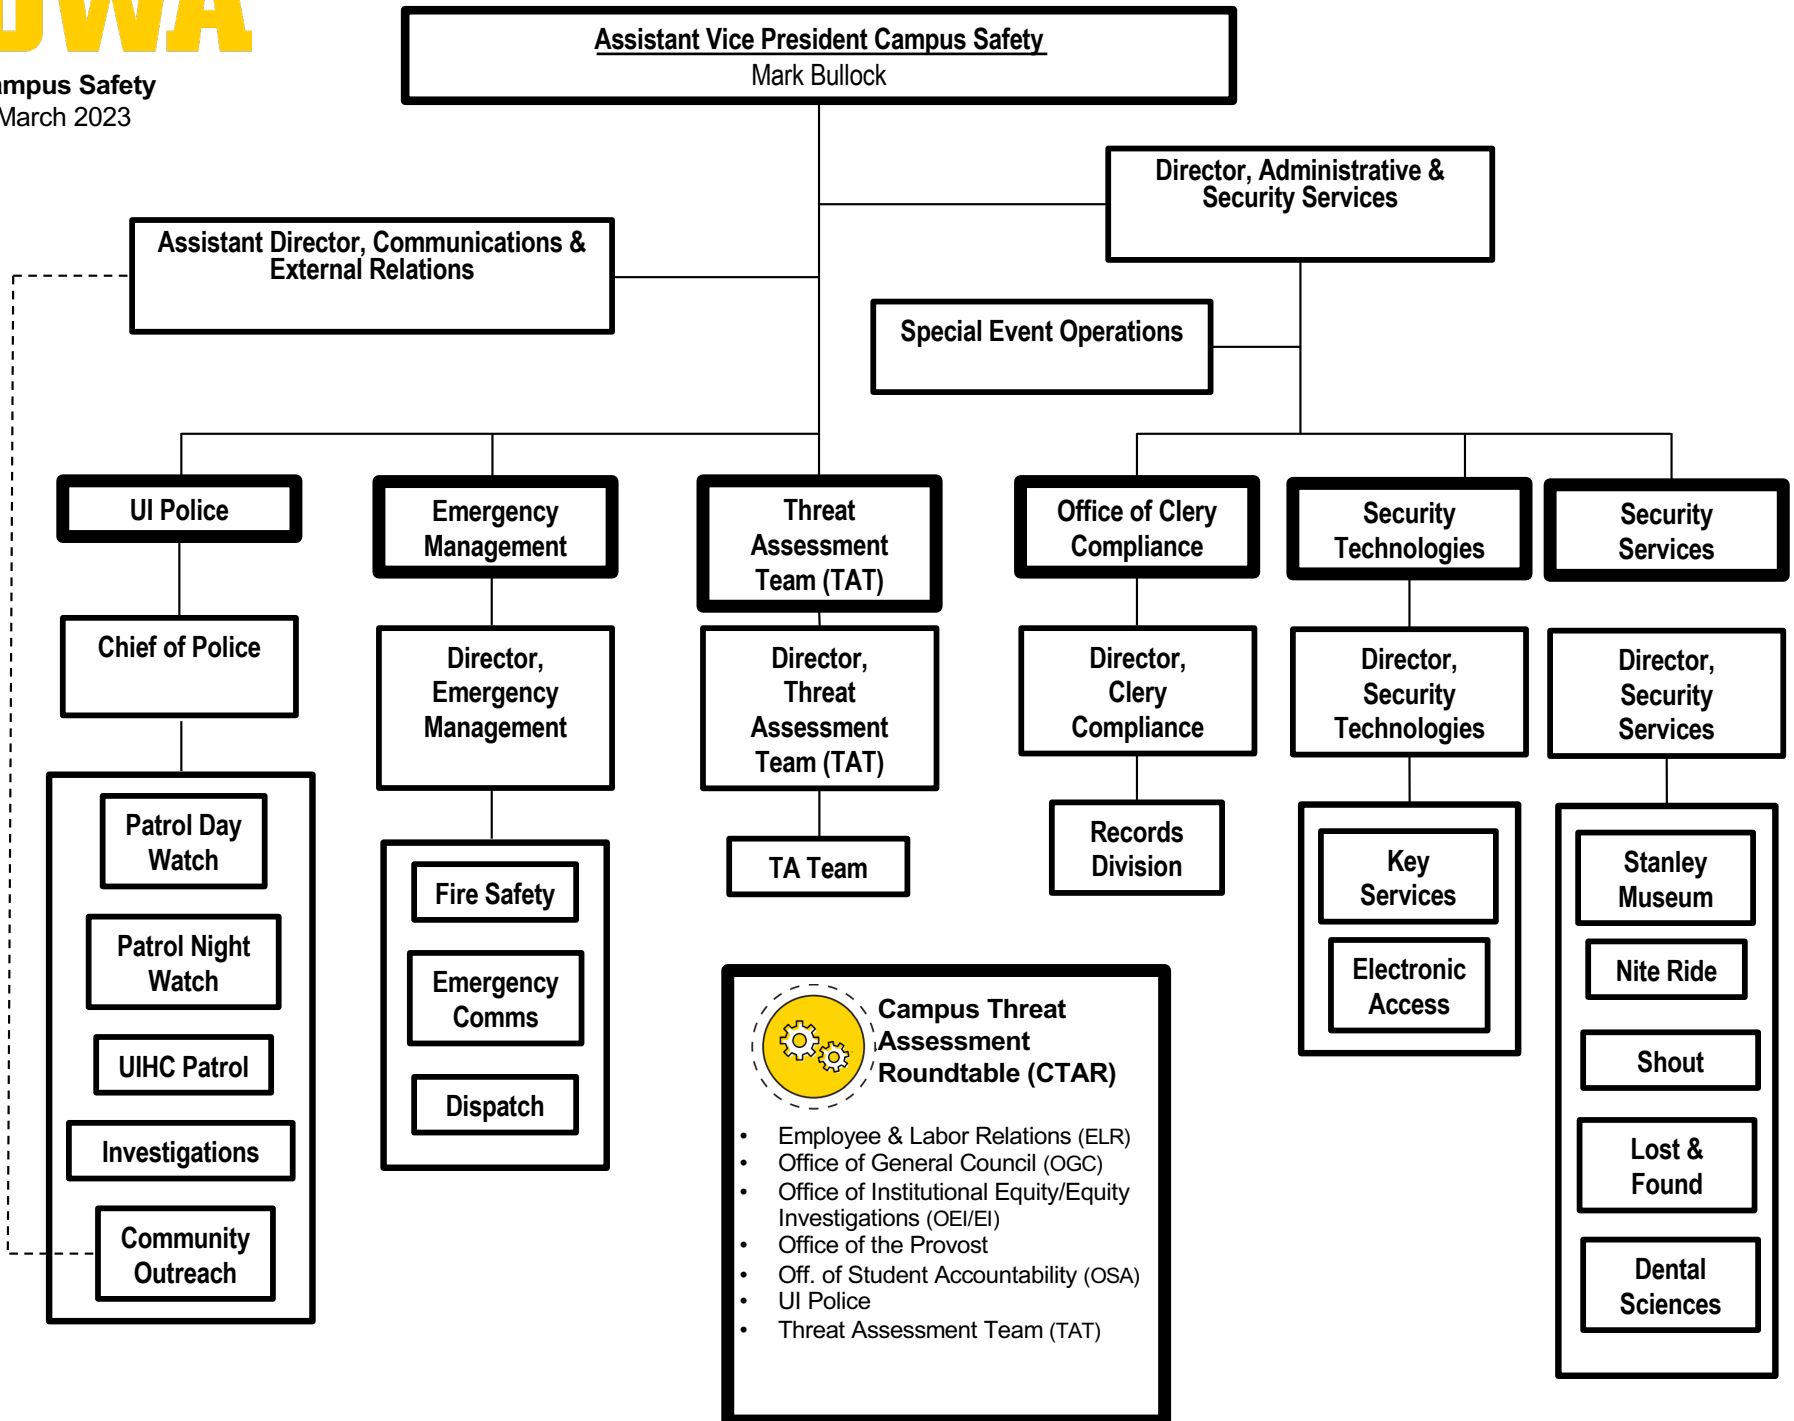 Campus Safety
March 2023
Assistant Vice President Campus Safety
Mark Bullock
Director, Administrative &
Security Services
Assistant Director, Communications &
External Relations
Special Event Operations
UI Police
Emergency
Management
Threat
Assessment
Team (TAT)
Office of Clery
Compliance
Security
Technologies
Security
Services
Chief of Police
Director,
Emergency
Management
Director,
Threat
Assessment
Team (TAT)
Director,
Clery
Compliance
Director,
Security
Technologies
Director,
Security
Services
Patrol Day
Watch
Patrol Night
Watch
UIHC Patrol
Investigations
Community
Outreach
Fire Safety
Emergency
Comms
Dispatch
TA Team
Records
Division
Key
Services
Electronic
Access
Stanley
Museum
Nite Ride
Shout
Lost &
Found
Dental
Sciences
Campus Threat
Assessment
Roundtable (CTAR)
• Employee & Labor Relations (ELR)
• Office of General Council (OGC)
• Office of Institutional Equity/Equity
Investigations (OEI/EI)
• Office of the Provost
• Off. of Student Accountability (OSA)
• UI Police
• Threat Assessment Team (TAT)